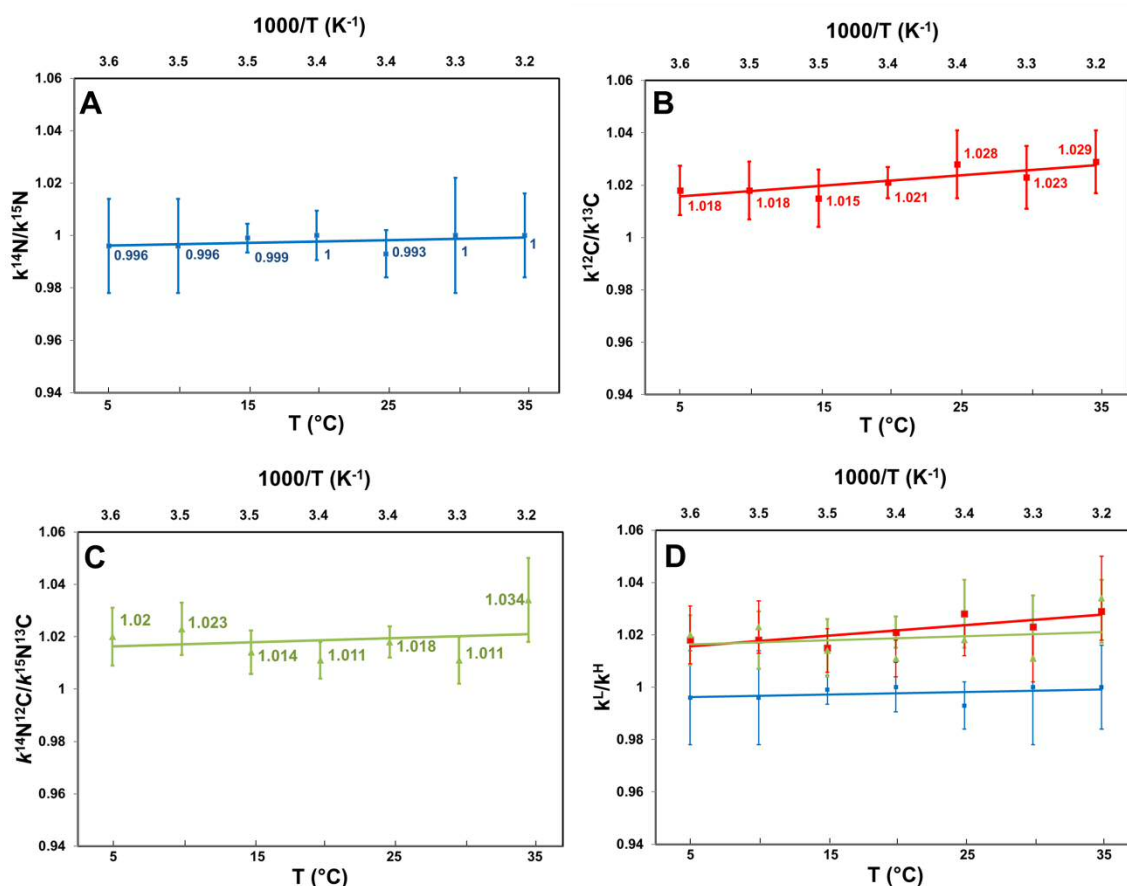 1000/T (K-1)
3.6 3.5 3.5 3.4 3.4 3.3 3.2
A
k14N/k15N
1.06
1.04
1.02
1
0.98
0.96
0.94
0.996 0.996 0.999 1 0.993 1 1
5 15 25 35
T (°C)
1000/T (K-1)
3.6 3.5 3.5 3.4 3.4 3.3 3.2
B
k12C/k13C
1.06
1.04
1.02
1
0.98
0.96
0.94
1.018 1.018 1.015 1.021 1.028 1.023 1.029
5 15 25 35
T (°C)
1000/T (K-1)
3.6 3.5 3.5 3.4 3.4 3.3 3.2
C
k14N12C/k15N13C
1.06
1.04
1.02
1
0.98
0.96
0.94
1.02 1.023 1.014 1.011 1.018 1.011 1.034
5 15 25 35
T (°C)
1000/T (K-1)
3.6 3.5 3.5 3.4 3.4 3.3 3.2
D
kL/kH
1.06
1.04
1.02
1
0.98
0.96
0.94
5 15 25 35
T (°C)